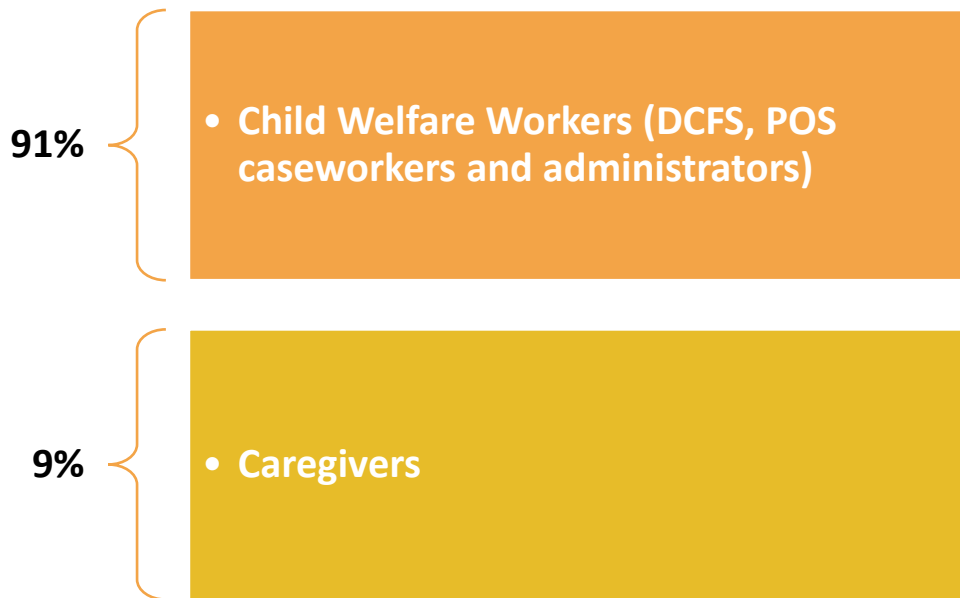 91%
• Child Welfare Workers (DCFS, POS
caseworkers and administrators)
9%
• Caregivers